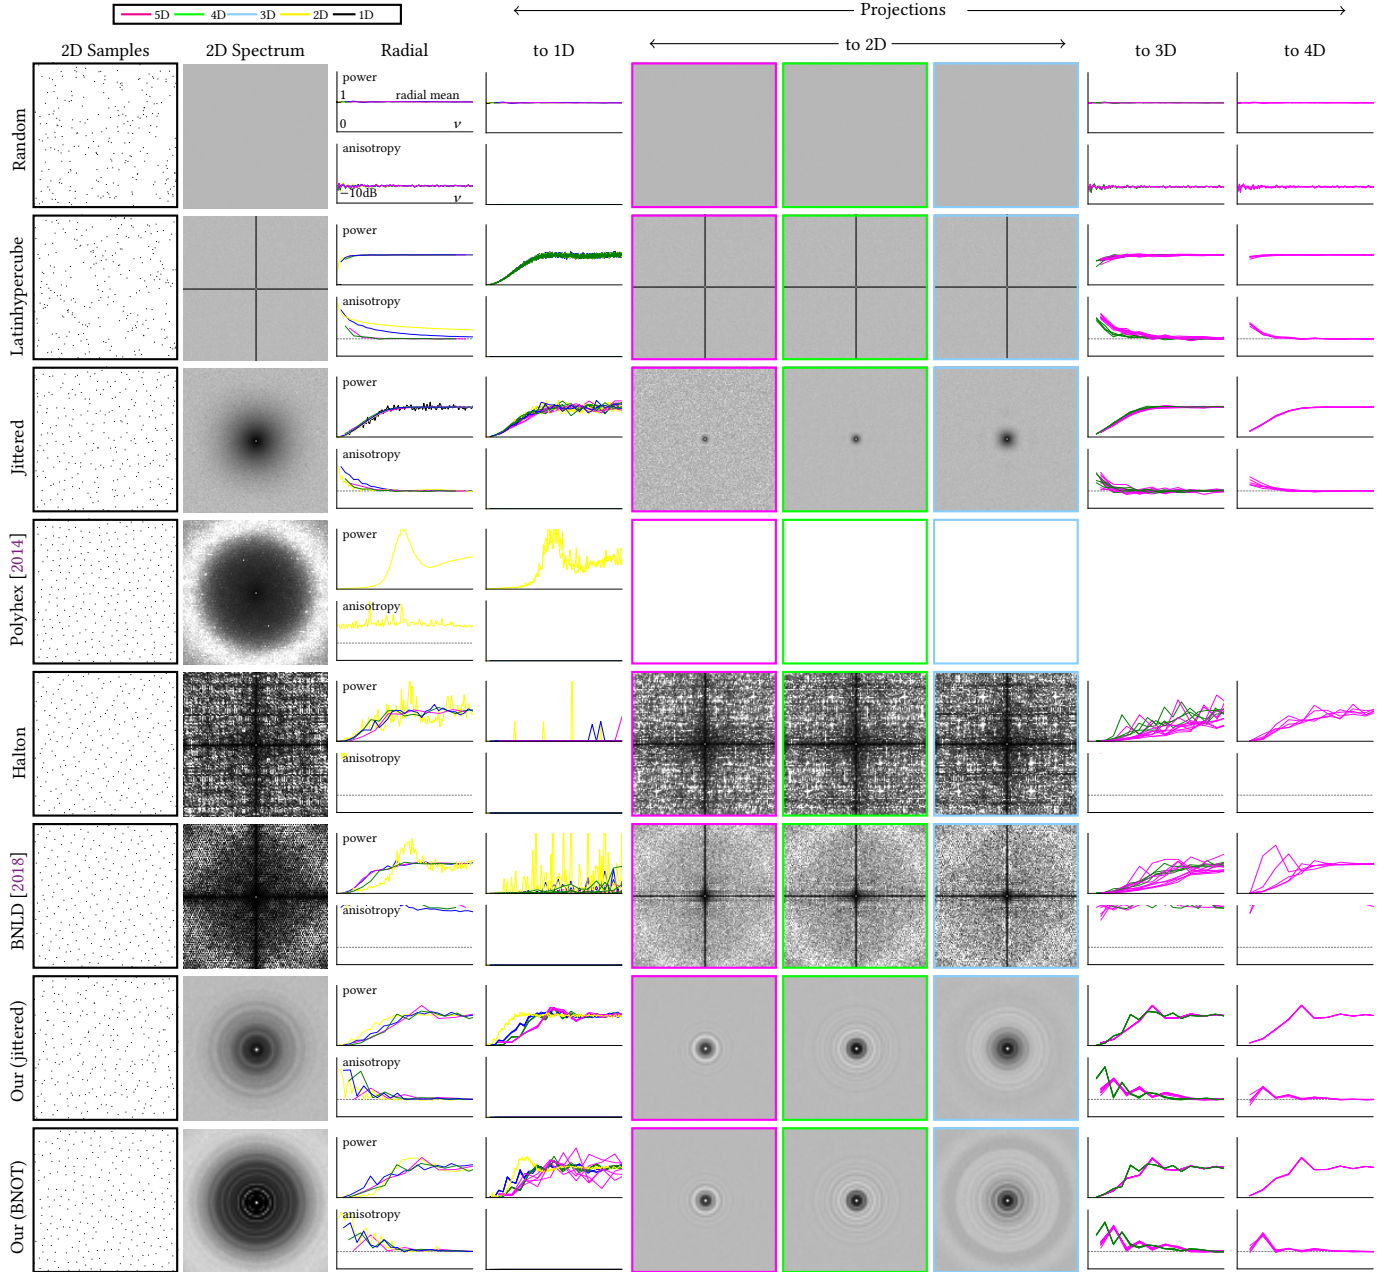 5D 4D 3D 2D 1D
Projections
2D Samples 2D Spectrum Radial to 1D to 2D to 3D to 4D
Random
power
1 radial mean
0 ν
anisotropy
−10dB ν
Latinhypercube
power
anisotropy
Jittered
power
anisotropy
Polyhex [2014]
power
anisotropy
Halton
power
anisotropy
BNLD [2018]
power
anisotropy
Our (jittered)
power
anisotropy
Our (BNOT)
power
anisotropy